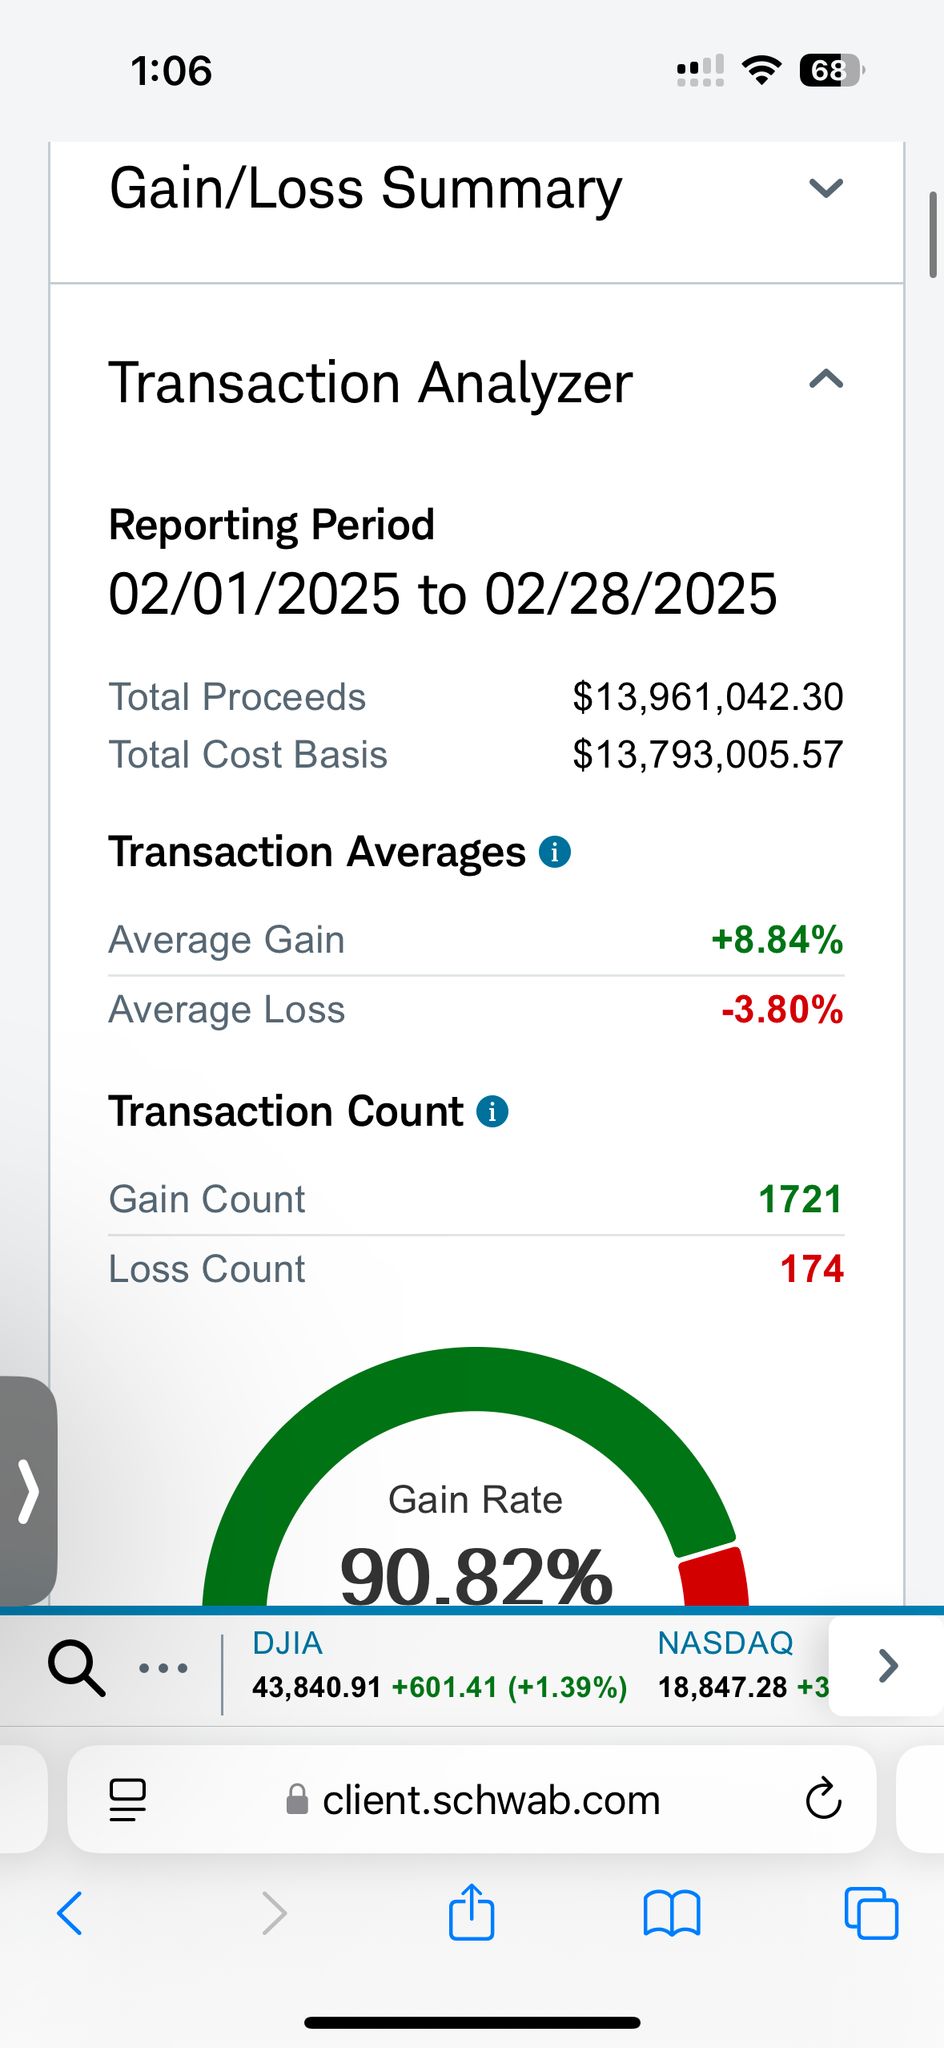 1:06
68
Gain/Loss Summary
Transaction Analyzer
Reporting Period
02/01/2025 to 02/28/2025
Total Proceeds $13,961,042.30
Total Cost Basis $13,793,005.57
Transaction Averages
Average Gain +8.84%
Average Loss -3.80%
Transaction Count
Gain Count 1721
Loss Count 174
Gain Rate
90.82%
DJIA NASDAQ
43,840.91 +601.41 (+1.39%) 18,847.28 +3
client.schwab.com